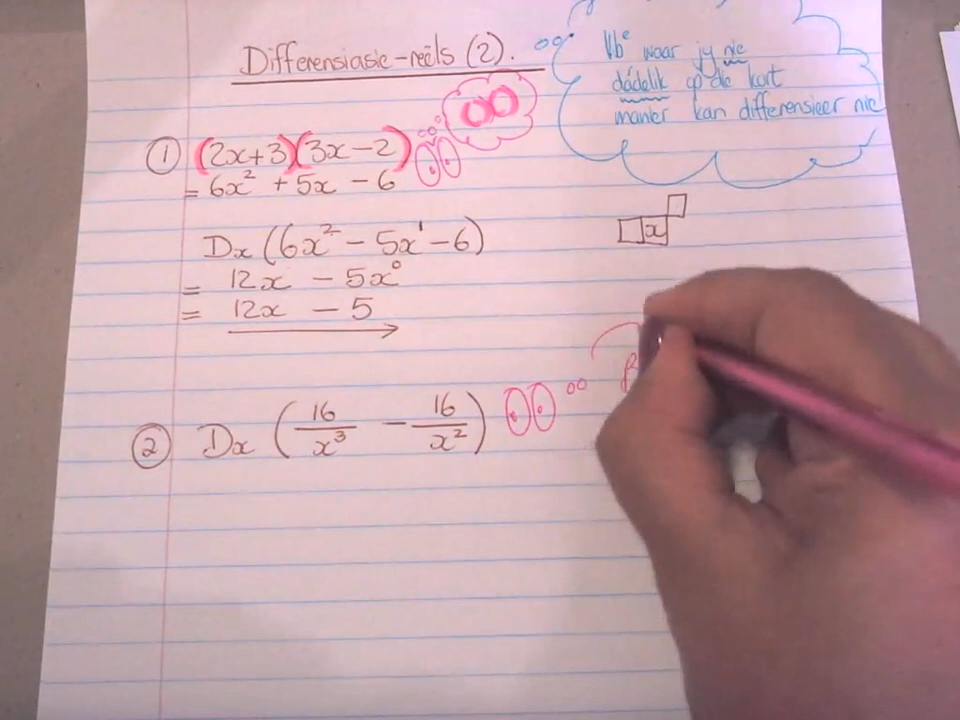 Differensiasie-reëls (2).
Vbe waar jy nie
dadelik op die kort
manier kan differensieer nie
① (2x+3)(3x-2)
= 6x² + 5x - 6
x
Dx (6x² - 5x¹ - 6)
= 12x - 5x⁰
= 12x - 5
② Dx (16/x³ - 16/x²)